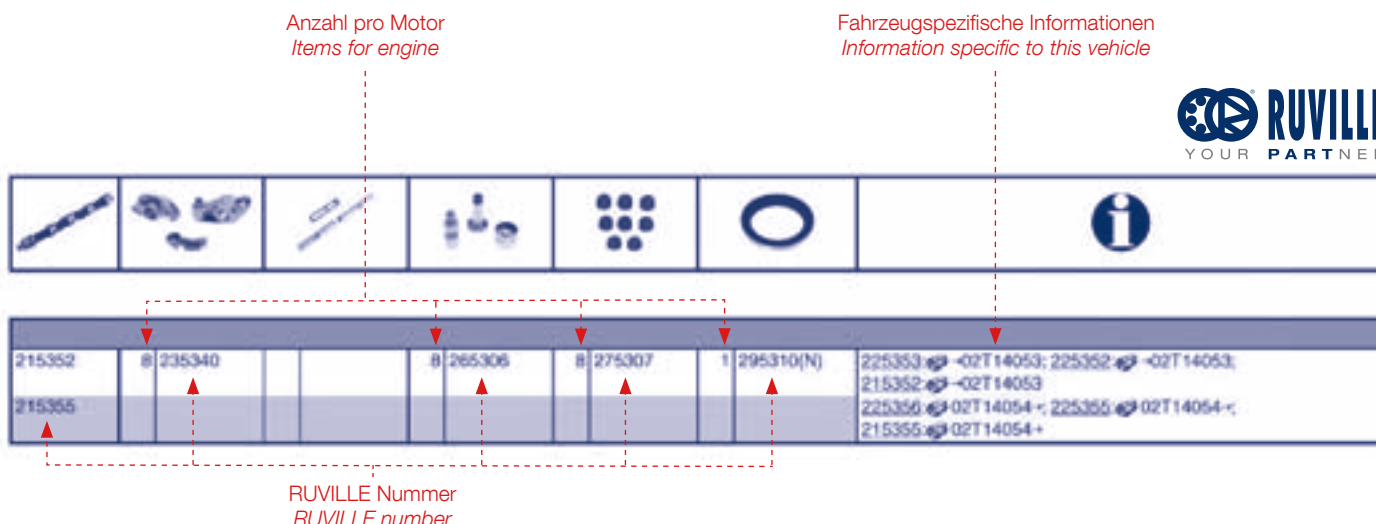 Anzahl pro Motor
Items for engine
Fahrzeugspezifische Informationen
Information specific to this vehicle
RUVILLE
YOUR PARTNER
215352 8 235340 8 265306 8 275307 1 295310(N) 225353: →02T14053; 225352: →02T14053;
215352: →02T14053
215355 225356: 02T14054→; 225355: 02T14054→;
215355: 02T14054→
RUVILLE Nummer
RUVILLE number